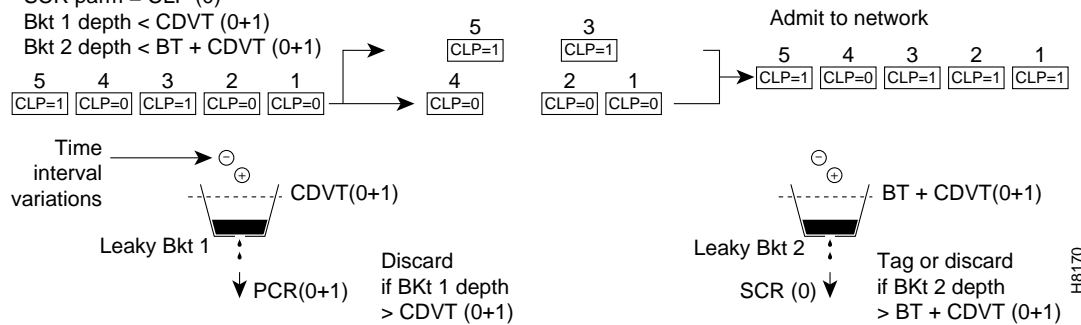 Bkt 1 depth < CDVT (0+1)
Bkt 2 depth < BT + CDVT (0+1)
5 4 3 2 1
CLP=1 CLP=0 CLP=1 CLP=0 CLP=0
5 3
CLP=1 CLP=1
4 2 1
CLP=0 CLP=0 CLP=0
Admit to network
5 4 3 2 1
CLP=1 CLP=0 CLP=1 CLP=1 CLP=1
Time
interval
variations
- +
CDVT(0+1)
Leaky Bkt 1
PCR(0+1)
Discard
if BKt 1 depth
> CDVT (0+1)
- +
BT + CDVT(0+1)
Leaky Bkt 2
SCR (0)
Tag or discard
if BKt 2 depth
> BT + CDVT (0+1)
H8170